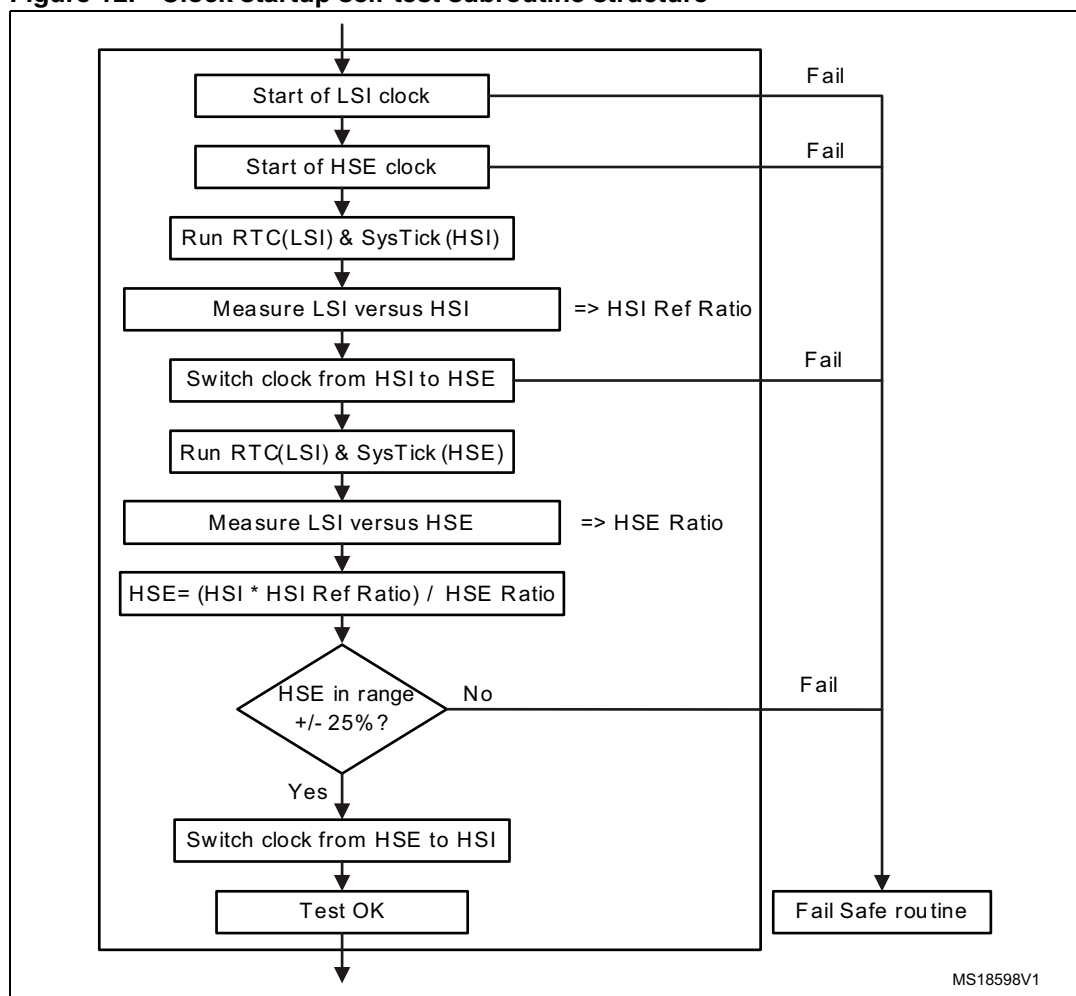 Figure 12. Clock startup self-test subroutine structure
Start of LSI clock
Fail
Start of HSE clock
Fail
Run RTC(LSI) & SysTick (HSI)
Measure LSI versus HSI
=> HSI Ref Ratio
Switch clock from HSI to HSE
Fail
Run RTC(LSI) & SysTick (HSE)
Measure LSI versus HSE
=> HSE Ratio
HSE= (HSI * HSI Ref Ratio) / HSE Ratio
HSE in range
+/- 25%?
No
Fail
Yes
Switch clock from HSE to HSI
Test OK
Fail Safe routine
MS18598V1